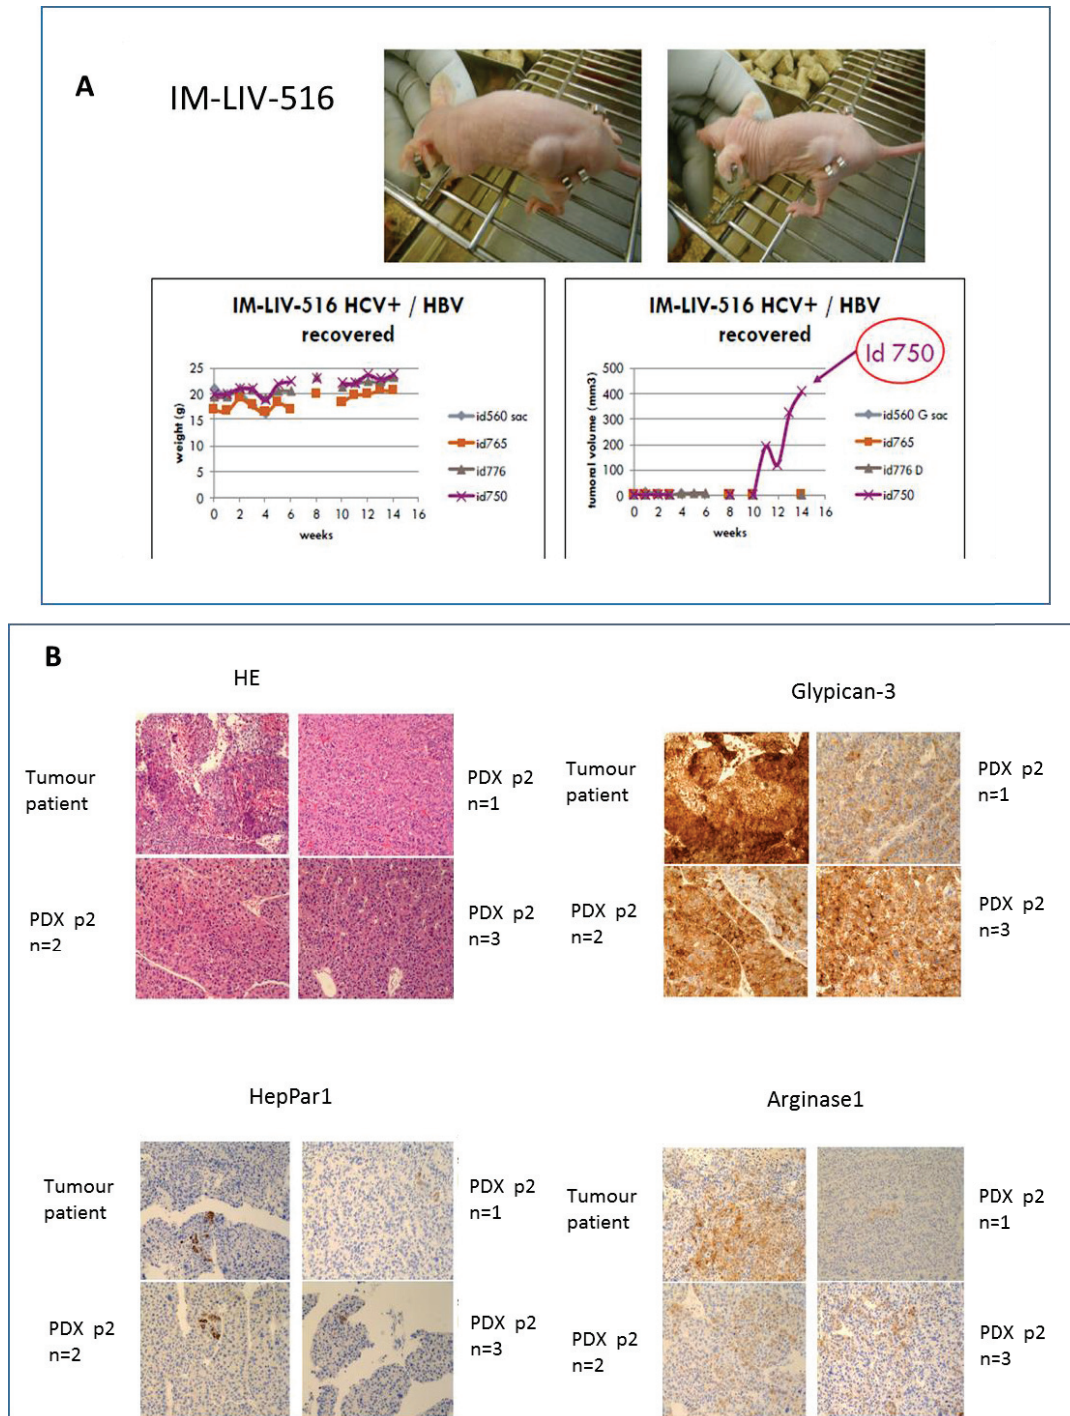 A
IM-LIV-516
IM-LIV-516 HCV+ / HBV
recovered
25
20
15
10
5
0
weight (g)
0 2 4 6 8 10 12 14 16
weeks
id560 sac
id765
id776
id750
IM-LIV-516 HCV+ / HBV
recovered
Id 750
500
400
300
200
100
0
tumoral volume (mm3)
0 2 4 6 8 10 12 14 16
weeks
id560 G sac
id765
id776 D
id750
B
HE
Tumour
patient
PDX p2
n=1
PDX p2
n=2
PDX p2
n=3
Glypican-3
Tumour
patient
PDX p2
n=1
PDX p2
n=2
PDX p2
n=3
HepPar1
Tumour
patient
PDX p2
n=1
PDX p2
n=2
PDX p2
n=3
Arginase1
Tumour
patient
PDX p2
n=1
PDX p2
n=2
PDX p2
n=3